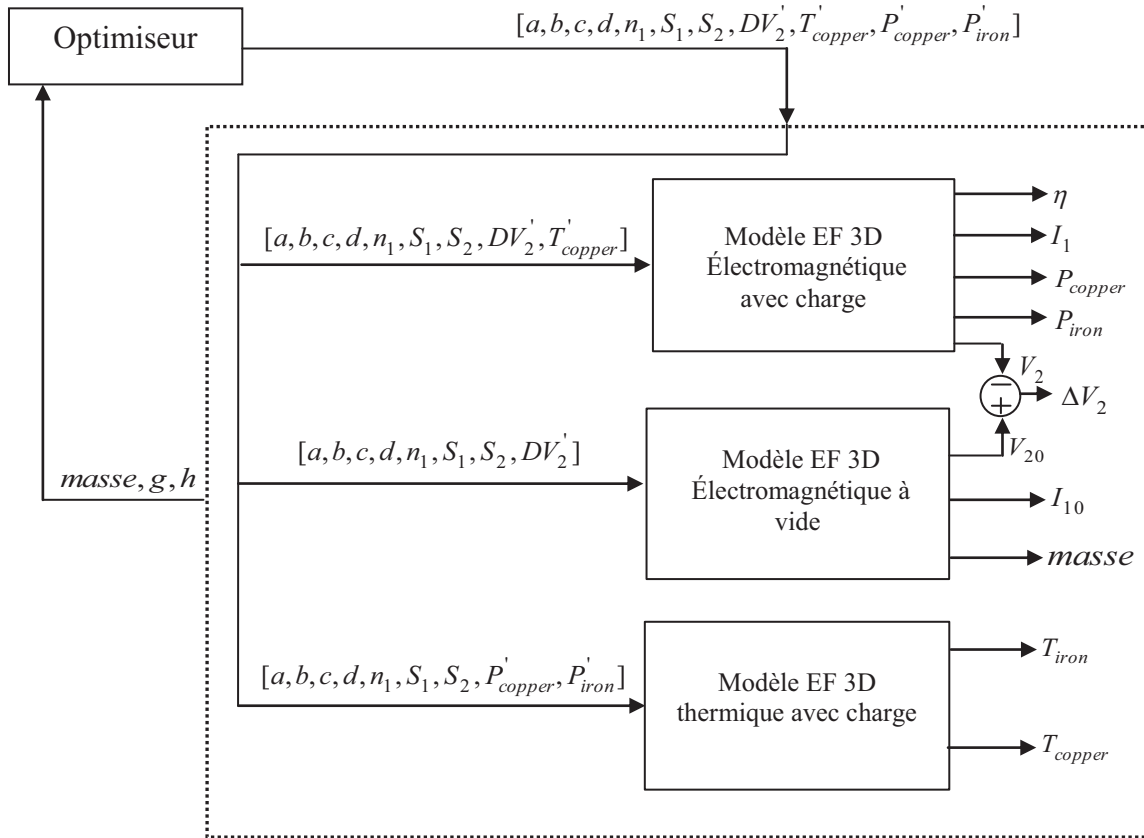 Optimiseur
[a, b, c, d, n₁, S₁, S₂, DV₂', T'copper, P'copper, P'iron]
[a, b, c, d, n₁, S₁, S₂, DV₂', T'copper]
Modèle EF 3D
Électromagnétique
avec charge
η
I₁
Pcopper
Piron
V₂
−
+
ΔV₂
[a, b, c, d, n₁, S₁, S₂, DV₂']
Modèle EF 3D
Électromagnétique à
vide
V₂₀
I₁₀
masse
masse, g, h
[a, b, c, d, n₁, S₁, S₂, P'copper, P'iron]
Modèle EF 3D
thermique avec charge
Tiron
Tcopper